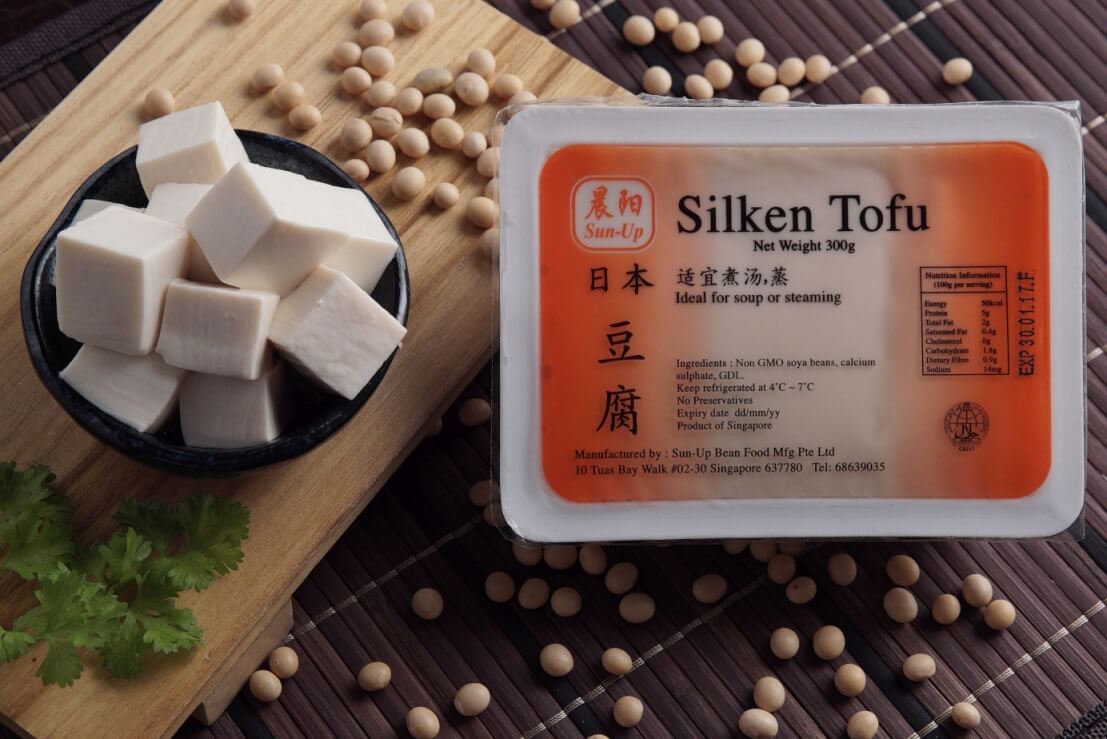 晨阳
Sun-Up
Silken Tofu
Net Weight 300g
日本
豆
腐
适宜煮汤,蒸
Ideal for soup or steaming
Ingredients : Non GMO soya beans, calcium
sulphate, GDL.
Keep refrigerated at 4˚C ~ 7˚C
No Preservatives
Expiry date dd/mm/yy
Product of Singapore
Manufactured by : Sun-Up Bean Food Mfg Pte Ltd
10 Tuas Bay Walk #02-30 Singapore 637780 Tel: 68639035
Nutrition Information
(100g per serving)
Energy 50kcal
Protein 5g
Total Fat 2g
Saturated Fat 0.4g
Cholesterol 0g
Carbohydrate 1.8g
Dietary Fibre 0.9g
Sodium 14mg
EXP 30.01.17.F.